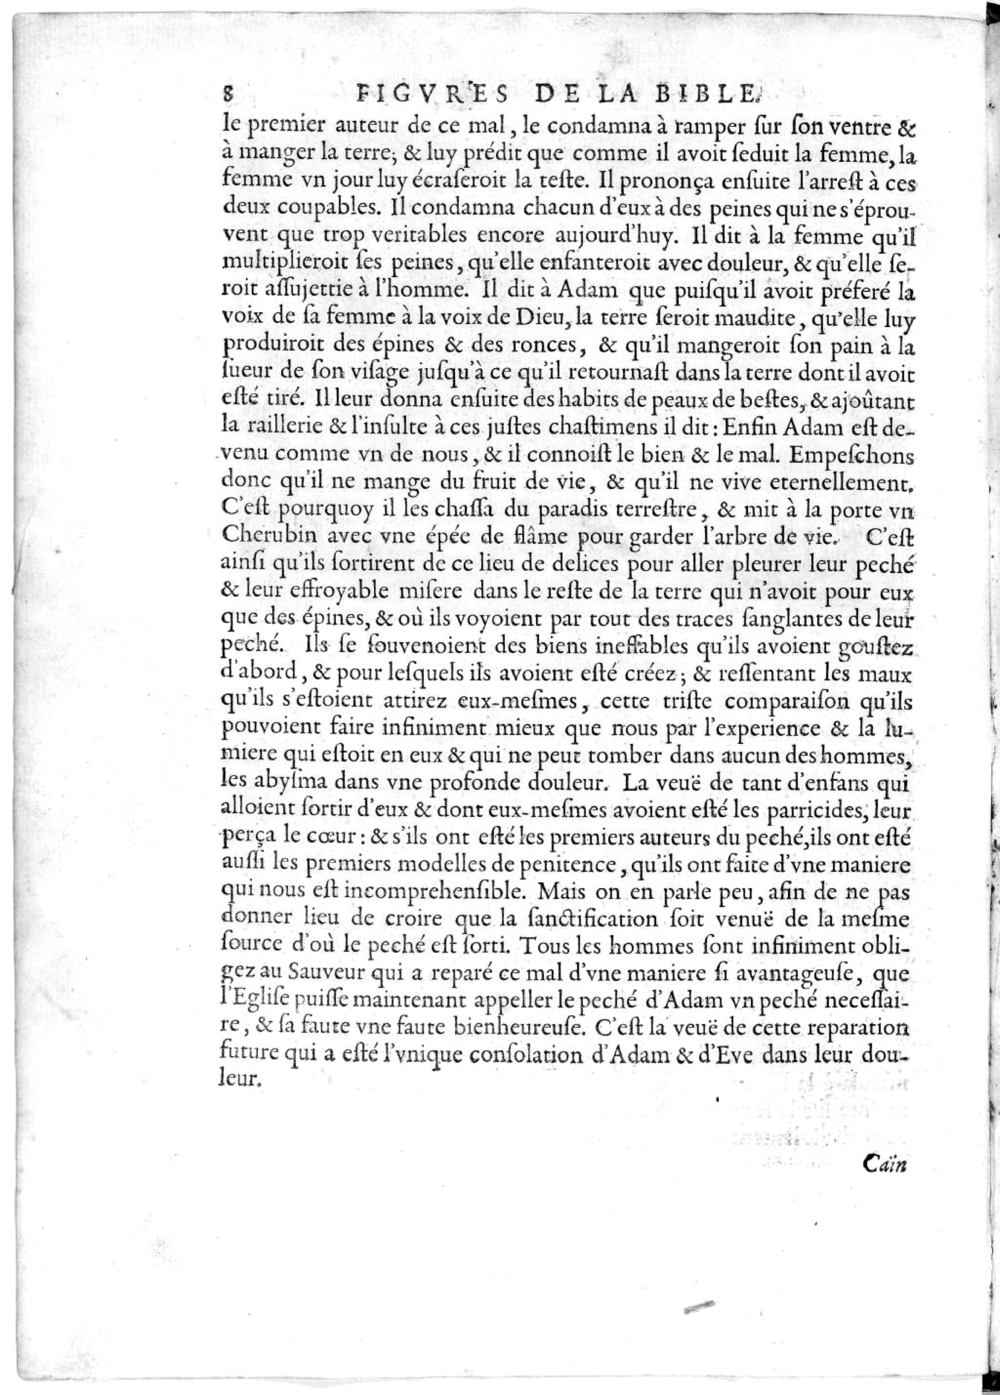 8 FIGVRES DE LA BIBLE.
le premier auteur de ce mal, le condamna à ramper ſur ſon ventre &
à manger la terre; & luy prédit que comme il avoit ſeduit la femme, la
femme vn jour luy écraſeroit la teſte. Il prononça enſuite l'arreſt à ces
deux coupables. Il condamna chacun d'eux à des peines qui ne s'éprou-
vent que trop veritables encore aujourd'huy. Il dit à la femme qu'il
multiplieroit ſes peines, qu'elle enfanteroit avec douleur, & qu'elle ſe-
roit aſſujettie à l'homme. Il dit à Adam que puiſqu'il avoit préferé la
voix de ſa femme à la voix de Dieu, la terre ſeroit maudite, qu'elle luy
produiroit des épines & des ronces, & qu'il mangeroit ſon pain à la
ſueur de ſon viſage juſqu'à ce qu'il retournaſt dans la terre dont il avoit
eſté tiré. Il leur donna enſuite des habits de peaux de beſtes, & ajoûtant
la raillerie & l'inſulte à ces juſtes chaſtimens il dit: Enfin Adam eſt de-
venu comme vn de nous, & il connoiſt le bien & le mal. Empeſchons
donc qu'il ne mange du fruit de vie, & qu'il ne vive eternellement.
C'eſt pourquoy il les chaſſa du paradis terreſtre, & mit à la porte vn
Cherubin avec vne épée de flâme pour garder l'arbre de vie. C'eſt
ainſi qu'ils ſortirent de ce lieu de delices pour aller pleurer leur peché
& leur effroyable miſere dans le reſte de la terre qui n'avoit pour eux
que des épines, & où ils voyoient par tout des traces ſanglantes de leur
peché. Ils ſe ſouvenoient des biens ineffables qu'ils avoient gouſtez
d'abord, & pour leſquels ils avoient eſté créez; & reſſentant les maux
qu'ils s'eſtoient attirez eux-meſmes, cette triſte comparaiſon qu'ils
pouvoient faire infiniment mieux que nous par l'experience & la lu-
miere qui eſtoit en eux & qui ne peut tomber dans aucun des hommes,
les abyſma dans vne profonde douleur. La veuë de tant d'enfans qui
alloient ſortir d'eux & dont eux-meſmes avoient eſté les parricides, leur
perça le cœur: & s'ils ont eſté les premiers auteurs du peché, ils ont eſté
auſſi les premiers modelles de penitence, qu'ils ont faite d'vne maniere
qui nous eſt incomprehenſible. Mais on en parle peu, afin de ne pas
donner lieu de croire que la ſanctification ſoit venuë de la meſme
ſource d'où le peché eſt ſorti. Tous les hommes ſont infiniment obli-
gez au Sauveur qui a reparé ce mal d'vne maniere ſi avantageuſe, que
l'Egliſe puiſſe maintenant appeller le peché d'Adam vn peché neceſſai-
re, & ſa faute vne faute bienheureuſe. C'eſt la veuë de cette reparation
future qui a eſté l'vnique conſolation d'Adam & d'Eve dans leur dou-
leur.
Caïn